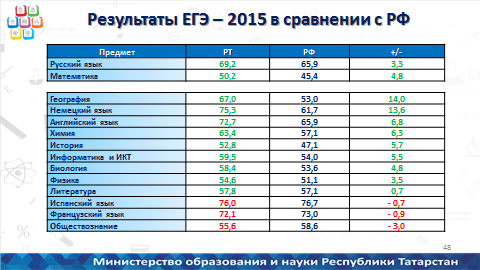 Результаты ЕГЭ – 2015 в сравнении с РФ
Предмет РТ РФ +/-
Русский язык 69,2 65,9 3,3
Математика 50,2 45,4 4,8
География 67,0 53,0 14,0
Немецкий язык 75,3 61,7 13,6
Английский язык 72,7 65,9 6,8
Химия 63,4 57,1 6,3
История 52,8 47,1 5,7
Информатика и ИКТ 59,5 54,0 5,5
Биология 58,4 53,6 4,8
Физика 54,6 51,1 3,5
Литература 57,8 57,1 0,7
Испанский язык 76,0 76,7 - 0,7
Французский язык 72,1 73,0 - 0,9
Обществознание 55,6 58,6 - 3,0
48
Министерство образования и науки Республики Татарстан